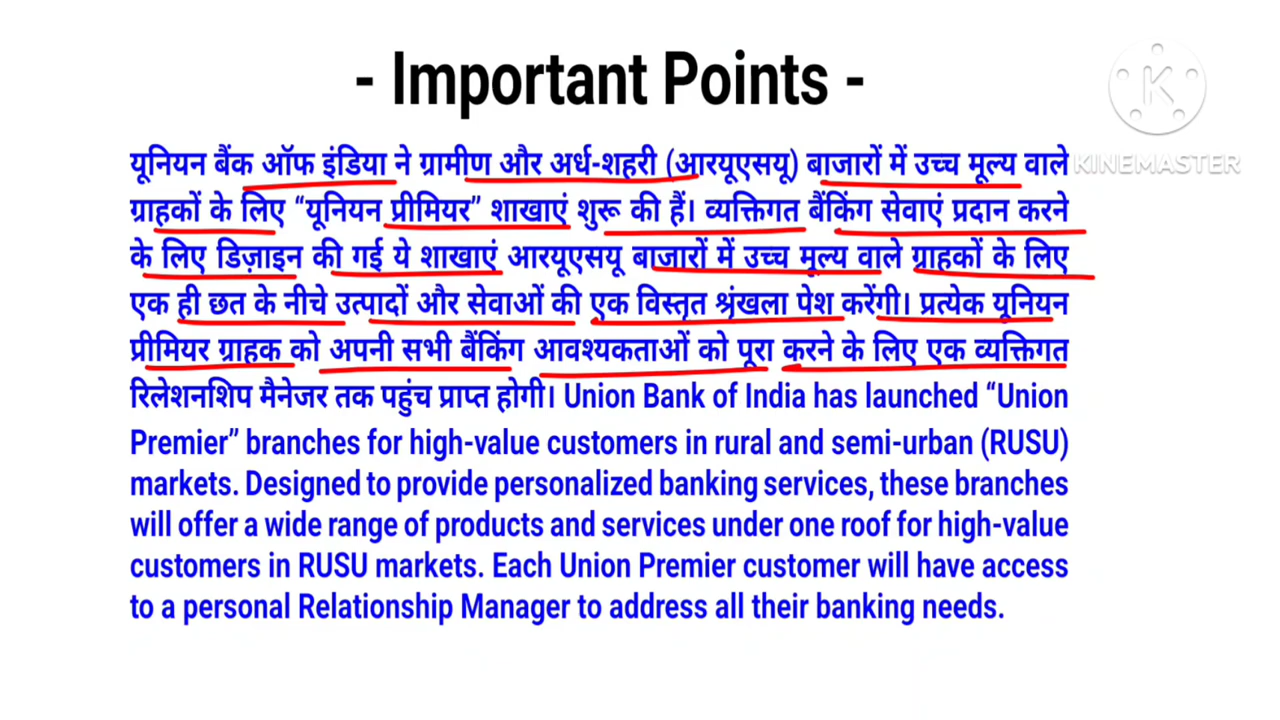 - Important Points -
KINEMASTER
यूनियन बैंक ऑफ इंडिया ने ग्रामीण और अर्ध-शहरी (आरयूएसयू) बाजारों में उच्च मूल्य वाले
ग्राहकों के लिए “यूनियन प्रीमियर” शाखाएं शुरू की हैं। व्यक्तिगत बैंकिंग सेवाएं प्रदान करने
के लिए डिज़ाइन की गई ये शाखाएं आरयूएसयू बाजारों में उच्च मूल्य वाले ग्राहकों के लिए
एक ही छत के नीचे उत्पादों और सेवाओं की एक विस्तृत श्रृंखला पेश करेंगी। प्रत्येक यूनियन
प्रीमियर ग्राहक को अपनी सभी बैंकिंग आवश्यकताओं को पूरा करने के लिए एक व्यक्तिगत
रिलेशनशिप मैनेजर तक पहुंच प्राप्त होगी। Union Bank of India has launched “Union
Premier” branches for high-value customers in rural and semi-urban (RUSU)
markets. Designed to provide personalized banking services, these branches
will offer a wide range of products and services under one roof for high-value
customers in RUSU markets. Each Union Premier customer will have access
to a personal Relationship Manager to address all their banking needs.